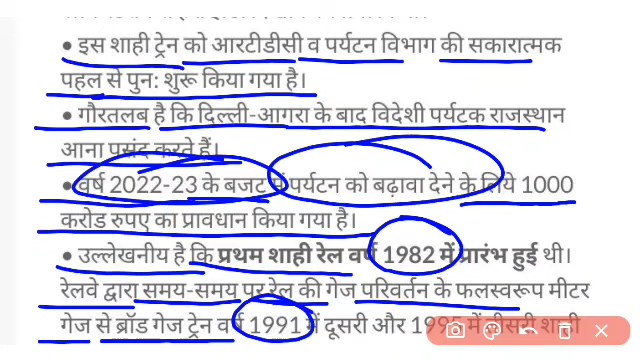 • इस शाही ट्रेन को आरटीडीसी व पर्यटन विभाग की सकारात्मक
पहल से पुन: शुरू किया गया है।
• गौरतलब है कि दिल्ली-आगरा के बाद विदेशी पर्यटक राजस्थान
आना पसंद करते हैं।
• वर्ष 2022-23 के बजट में पर्यटन को बढ़ावा देने के लिये 1000
करोड रुपए का प्रावधान किया गया है।
• उल्लेखनीय है कि प्रथम शाही रेल वर्ष 1982 में प्रारंभ हुई थी।
रेलवे द्वारा समय-समय पर रेल की गेज परिवर्तन के फलस्वरूप मीटर
गेज से ब्रॉड गेज ट्रेन वर्ष 1991 में दूसरी और 1995 में तीसरी शाही